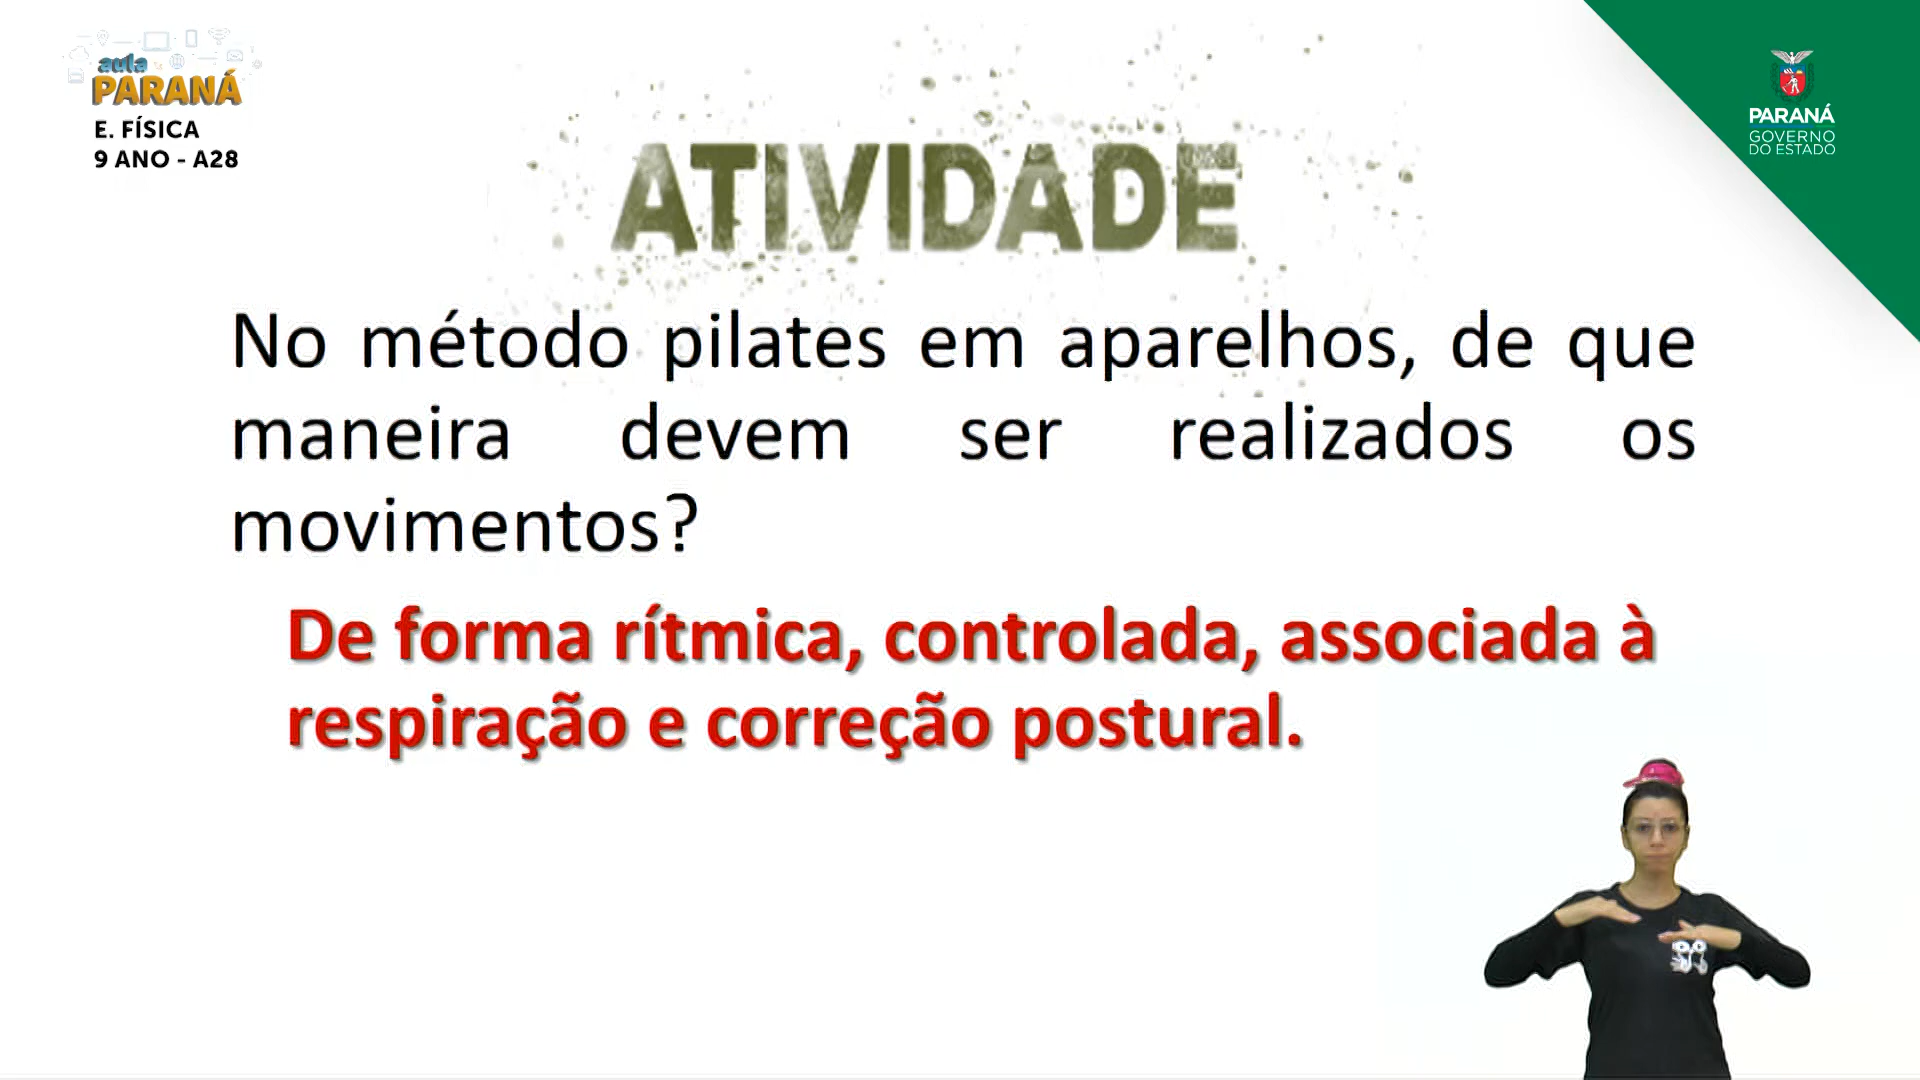 aula
PARANÁ
E. FÍSICA
9 ANO - A28
PARANÁ
GOVERNO
DO ESTADO
ATIVIDADE
No método pilates em aparelhos, de que
maneira devem ser realizados os
movimentos?
De forma rítmica, controlada, associada à
respiração e correção postural.